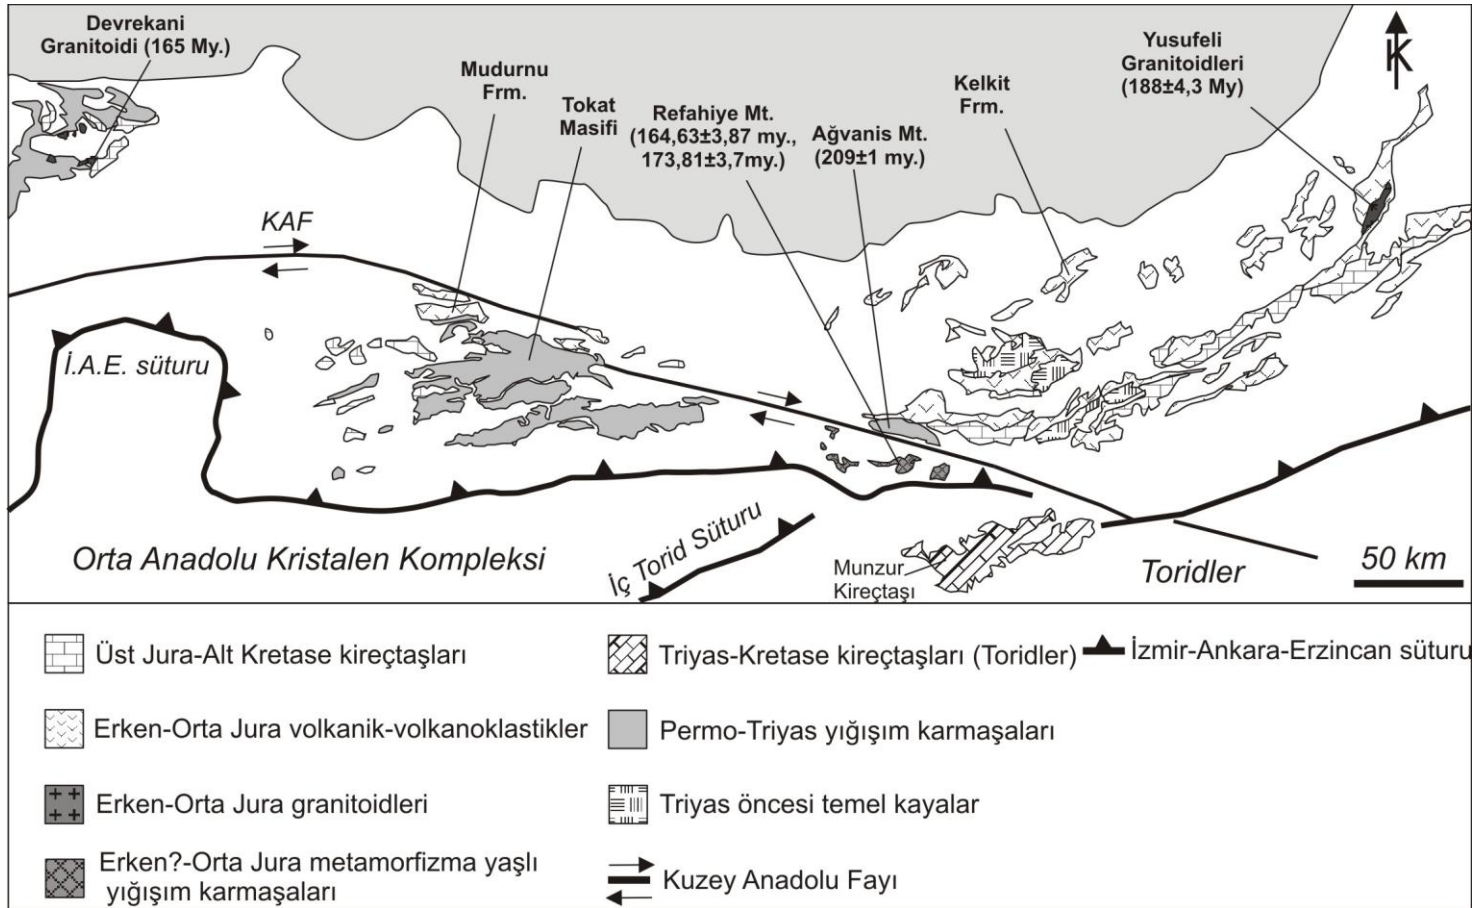 Devrekani
Granitoidi (165 My.)
Mudurnu
Frm.
Tokat
Masifi
Refahiye Mt.
(164,63±3,87 my.,
173,81±3,7my.)
Ağvanis Mt.
(209±1 my.)
Kelkit
Frm.
Yusufeli
Granitoidleri
(188±4,3 My)
K
KAF
İ.A.E. süturu
Orta Anadolu Kristalen Kompleksi
İç Torid Süturu
Munzur
Kireçtaşı
Toridler
50 km
Üst Jura-Alt Kretase kireçtaşları
Triyas-Kretase kireçtaşları (Toridler)
İzmir-Ankara-Erzincan süturu
Erken-Orta Jura volkanik-volkanoklastikler
Permo-Triyas yığışım karmaşaları
Erken-Orta Jura granitoidleri
Triyas öncesi temel kayalar
Erken?-Orta Jura metamorfizma yaşlı
yığışım karmaşaları
Kuzey Anadolu Fayı